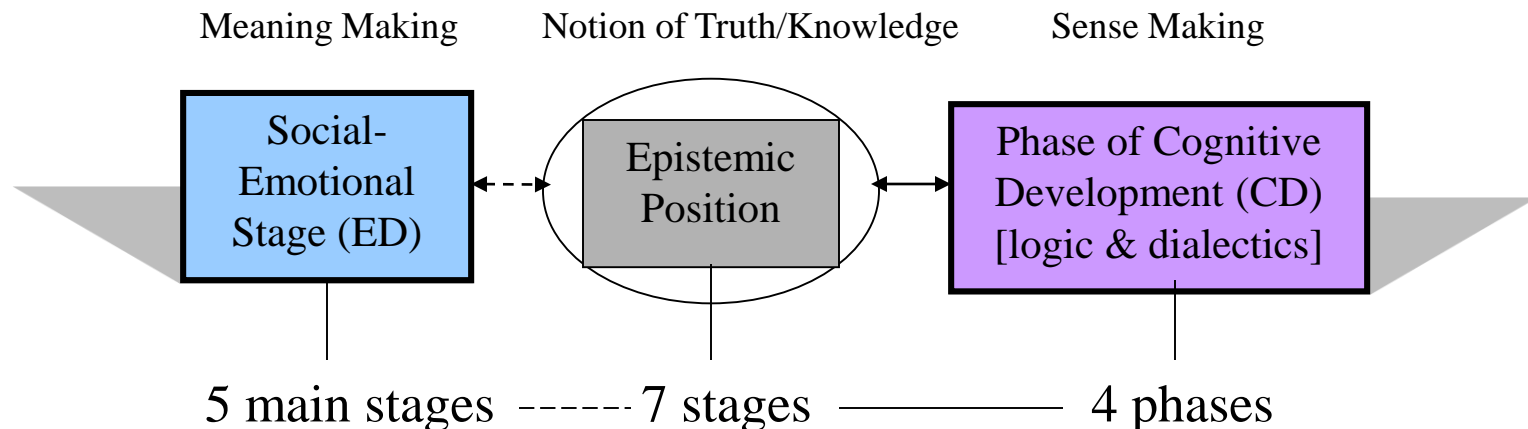 Meaning Making
Notion of Truth/Knowledge
Sense Making
Social-
Emotional
Stage (ED)
Epistemic
Position
Phase of Cognitive
Development (CD)
[logic & dialectics]
5 main stages
7 stages
4 phases